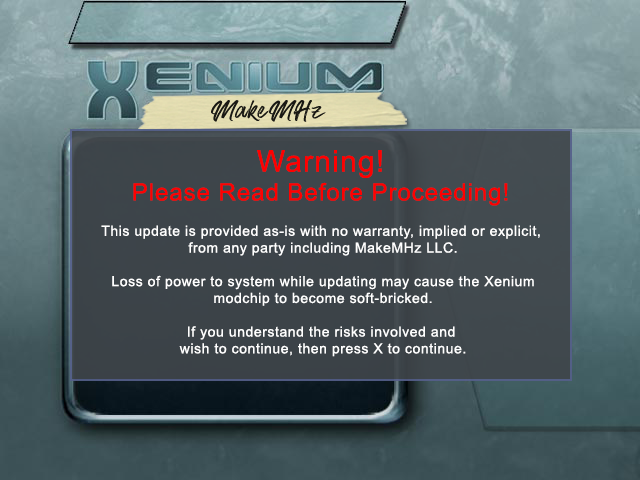 XENIUM
MakeMHz
Warning!
Please Read Before Proceeding!
This update is provided as-is with no warranty, implied or explicit,
from any party including MakeMHz LLC.
Loss of power to system while updating may cause the Xenium
modchip to become soft-bricked.
If you understand the risks involved and
wish to continue, then press X to continue.